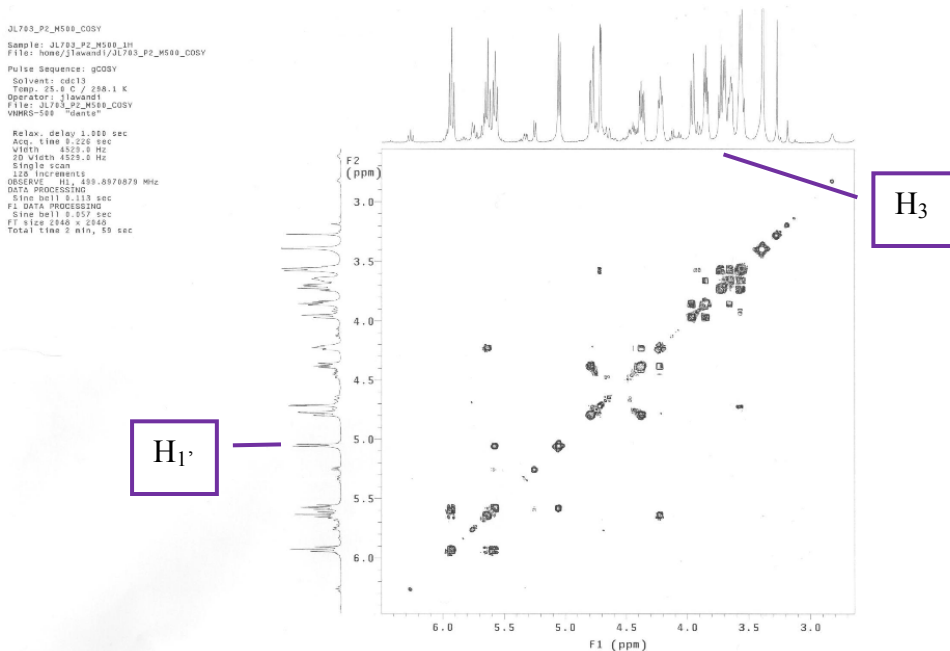 JL703_P2_M500_COSY
Sample: JL703_P2_M500_1H
File: home/jlawandi/JL703_P2_M500_COSY
Pulse Sequence: gCOSY
Solvent: cdcl3
Temp. 25.0 C / 298.1 K
Operator: jlawandi
File: JL703_P2_M500_COSY
VNMRS-500 "dante"
Relax. delay 1.000 sec
Acq. time 0.226 sec
Width 4529.0 Hz
2D Width 4529.0 Hz
Single scan
128 increments
OBSERVE H1, 499.8970879 MHz
DATA PROCESSING
Sine bell 0.113 sec
F1 DATA PROCESSING
Sine bell 0.057 sec
FT size 2048 x 2048
Total time 2 min, 59 sec
F2
(ppm)
H3
3.0
3.5
4.0
4.5
H1'
5.0
5.5
6.0
6.0 5.5 5.0 4.5 4.0 3.5 3.0
F1 (ppm)